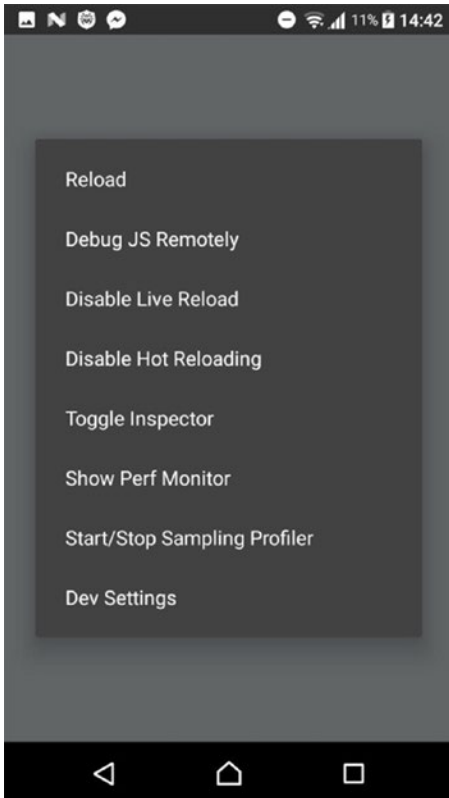 11% 14:42
Reload
Debug JS Remotely
Disable Live Reload
Disable Hot Reloading
Toggle Inspector
Show Perf Monitor
Start/Stop Sampling Profiler
Dev Settings